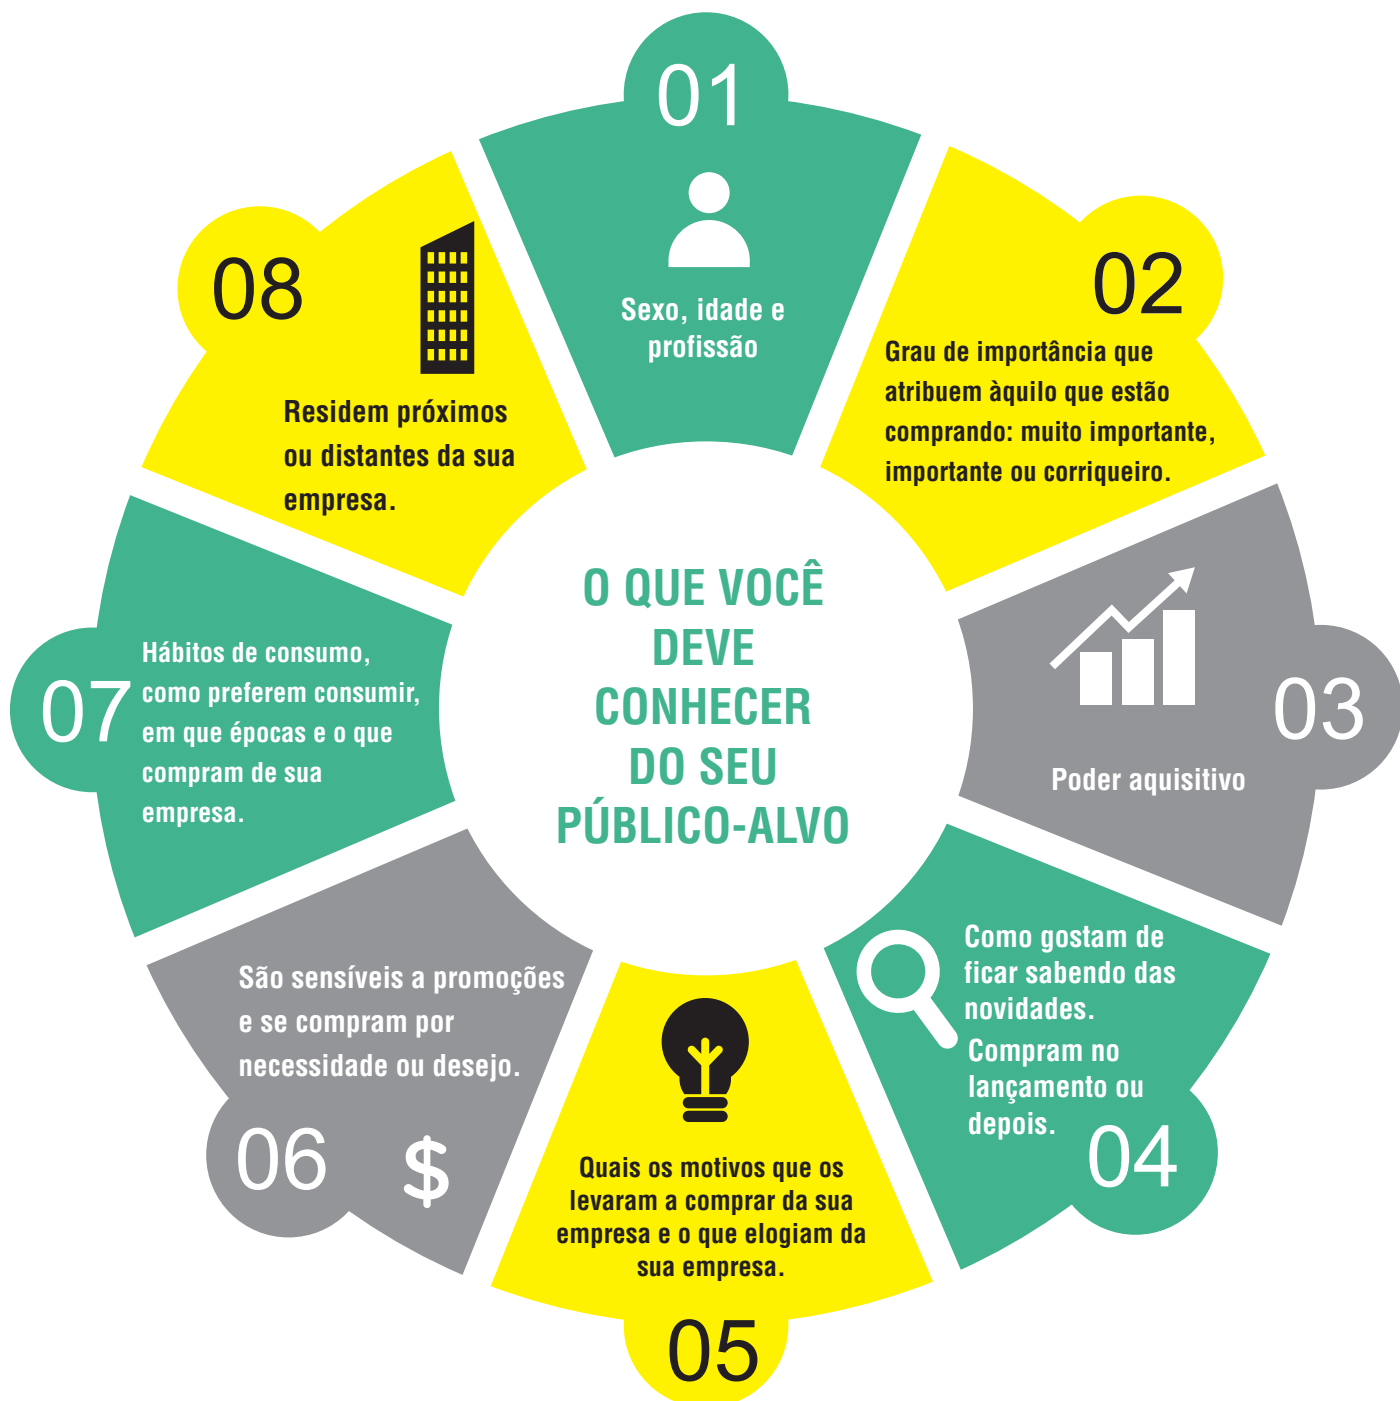 O QUE VOCÊ
DEVE
CONHECER
DO SEU
PÚBLICO-ALVO
01
Sexo, idade e
profissão
02
Grau de importância que
atribuem àquilo que estão
comprando: muito importante,
importante ou corriqueiro.
03
Poder aquisitivo
04
Como gostam de
ficar sabendo das
novidades.
Compram no
lançamento ou
depois.
05
Quais os motivos que os
levaram a comprar da sua
empresa e o que elogiam da
sua empresa.
06
São sensíveis a promoções
e se compram por
necessidade ou desejo.
$
07
Hábitos de consumo,
como preferem consumir,
em que épocas e o que
compram de sua
empresa.
08
Residem próximos
ou distantes da sua
empresa.